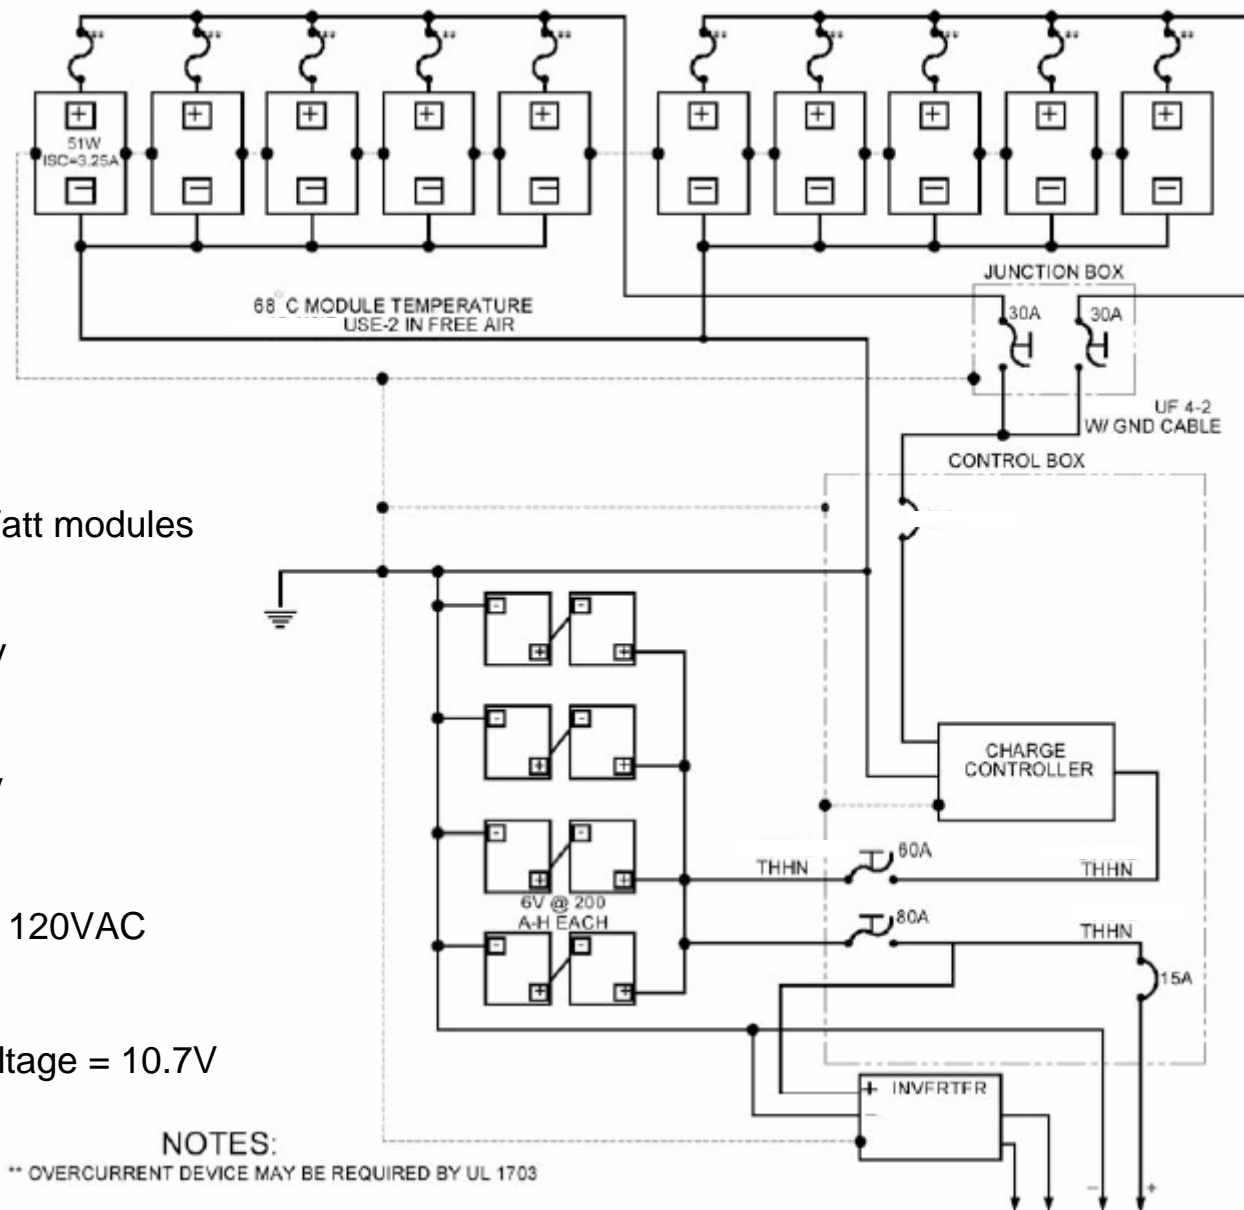 ** ** ** ** ** ** ** ** ** **
+ + + + + + + + + +
51W
ISC=3.25A
− − − − −
JUNCTION BOX
30A 30A
68°C MODULE TEMPERATURE
USE-2 IN FREE AIR
UF 4-2
W/ GND CABLE
CONTROL BOX
Watt modules
- -
+ +
- -
+ +
CHARGE
CONTROLLER
- -
+ +
60A
THHN THHN
6V @ 200
A-H EACH
80A
120VAC
- -
THHN
+ +
15A
ltage = 10.7V
+ INVERTER
−
NOTES:
** OVERCURRENT DEVICE MAY BE REQUIRED BY UL 1703
− +